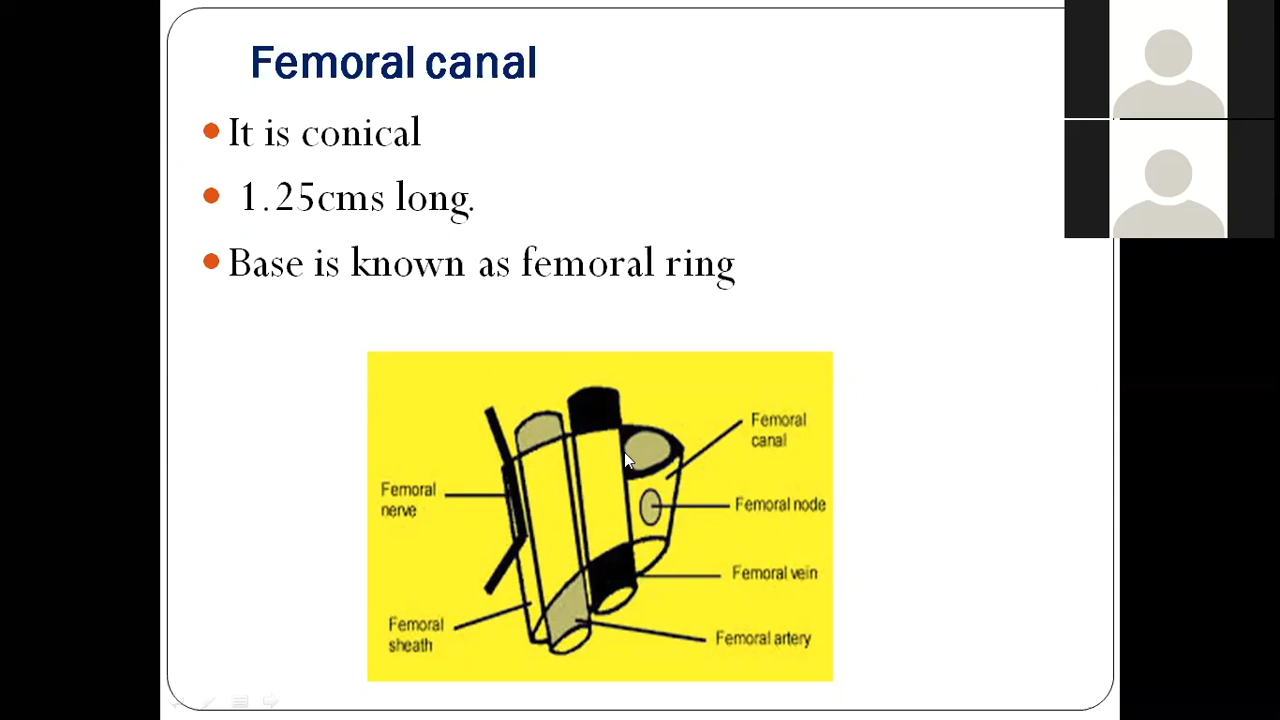 Femoral canal
It is conical
1.25cms long.
Base is known as femoral ring
Femoral
canal
Femoral
nerve
Femoral node
Femoral vein
Femoral
sheath
Femoral artery